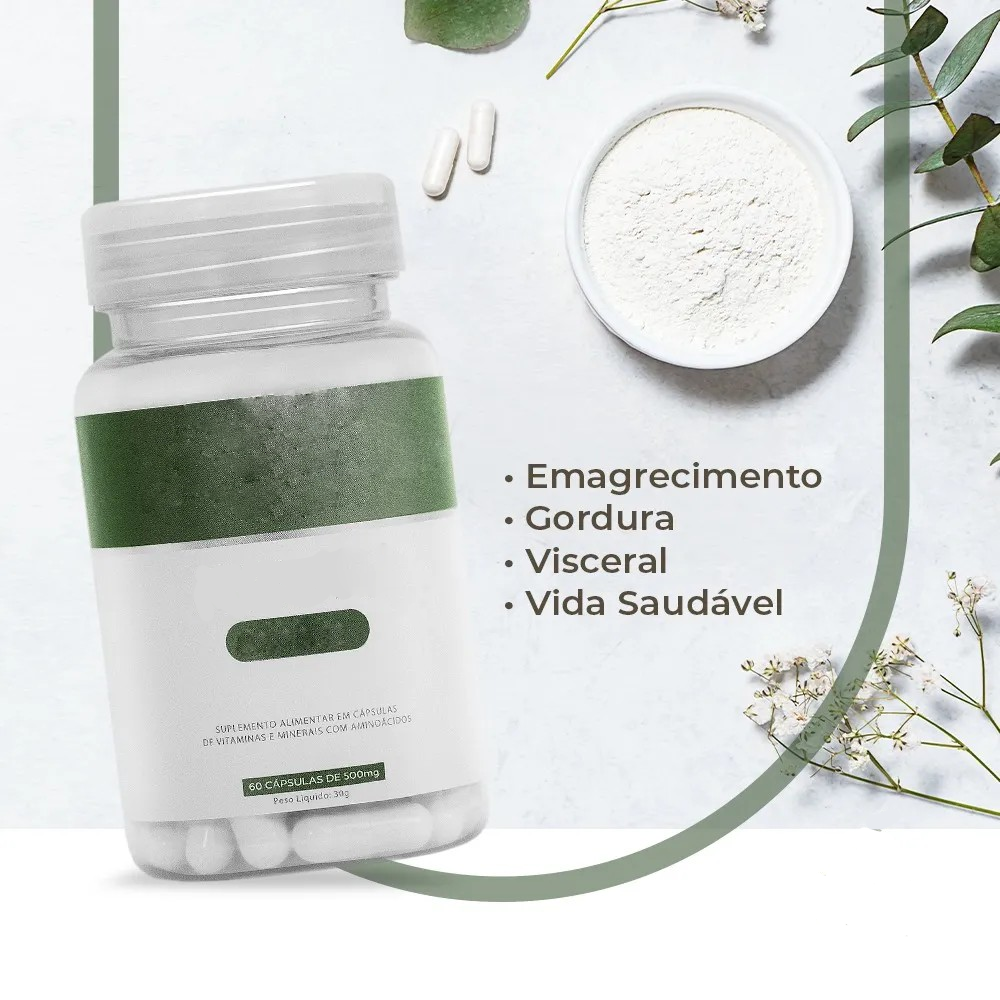 • Emagrecimento
• Gordura
• Visceral
• Vida Saudável
SUPLEMENTO ALIMENTAR EM CÁPSULAS
DE VITAMINAS E MINERAIS COM AMINOÁCIDOS
60 CÁPSULAS DE 500mg
Peso Líquido: 30g